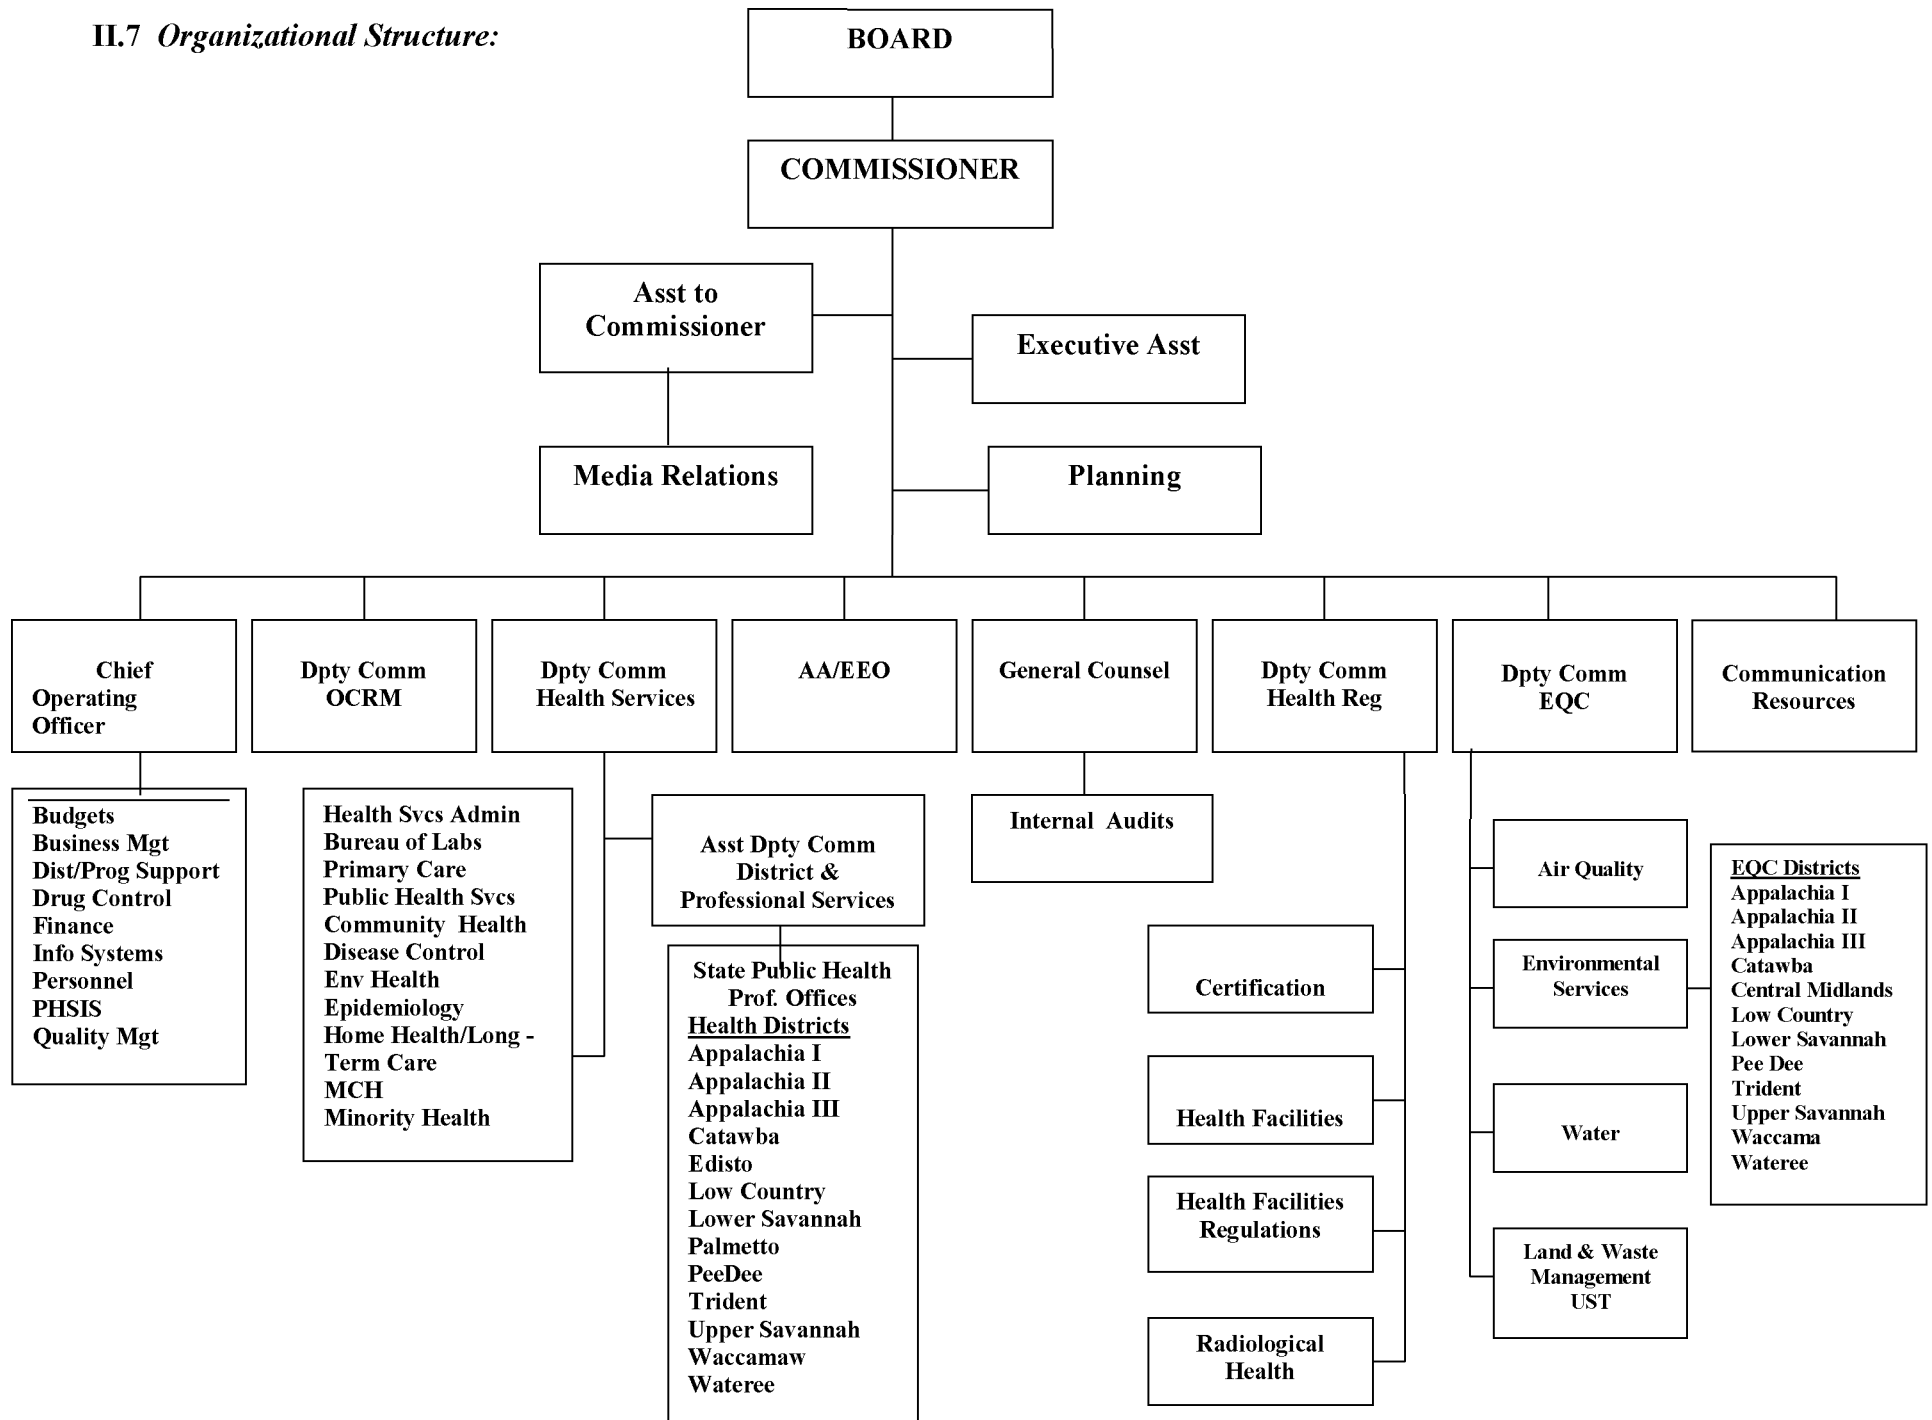 II.7 Organizational Structure:
BOARD
COMMISSIONER
Asst to
Commissioner
Executive Asst
Media Relations
Planning
Chief
Operating
Officer
Dpty Comm
OCRM
Dpty Comm
Health Services
AA/EEO
General Counsel
Dpty Comm
Health Reg
Dpty Comm
EQC
Communication
Resources
Budgets
Business Mgt
Dist/Prog Support
Drug Control
Finance
Info Systems
Personnel
PHSIS
Quality Mgt
Health Svcs Admin
Bureau of Labs
Primary Care
Public Health Svcs
Community Health
Disease Control
Env Health
Epidemiology
Home Health/Long -
Term Care
MCH
Minority Health
Asst Dpty Comm
District &
Professional Services
State Public Health
Prof. Offices
Health Districts
Appalachia I
Appalachia II
Appalachia III
Catawba
Edisto
Low Country
Lower Savannah
Palmetto
PeeDee
Trident
Upper Savannah
Waccamaw
Wateree
Internal Audits
Certification
Health Facilities
Health Facilities
Regulations
Radiological
Health
Air Quality
Environmental
Services
Water
Land & Waste
Management
UST
EQC Districts
Appalachia I
Appalachia II
Appalachia III
Catawba
Central Midlands
Low Country
Lower Savannah
Pee Dee
Trident
Upper Savannah
Waccama
Wateree